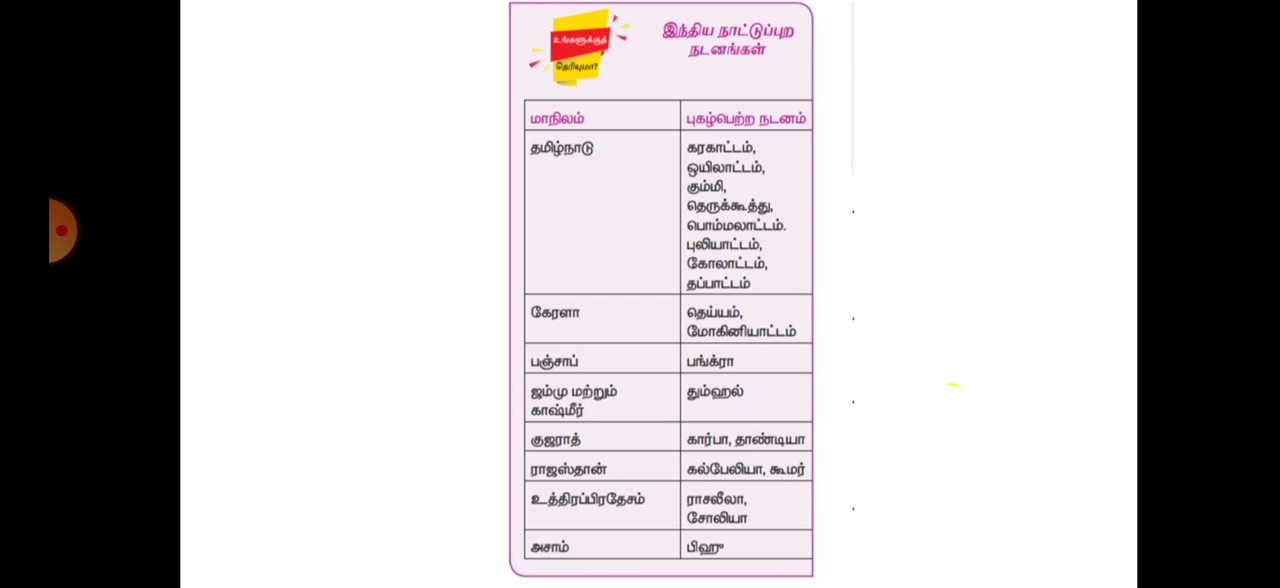 உங்களுக்குத்
தெரியுமா?
இந்திய நாட்டுப்புற
நடனங்கள்
மாநிலம் புகழ்பெற்ற நடனம்
தமிழ்நாடு கரகாட்டம்,
ஒயிலாட்டம்,
கும்மி,
தெருக்கூத்து,
பொம்மலாட்டம்.
புலியாட்டம்,
கோலாட்டம்,
தப்பாட்டம்
கேரளா தெய்யம்,
மோகினியாட்டம்
பஞ்சாப் பங்க்ரா
ஜம்மு மற்றும் தும்ஹல்
காஷ்மீர்
குஜராத் கார்பா, தாண்டியா
ராஜஸ்தான் கல்பேலியா, கூமர்
உத்திரப்பிரதேசம் ராசலீலா,
சோலியா
அசாம் பிஹு